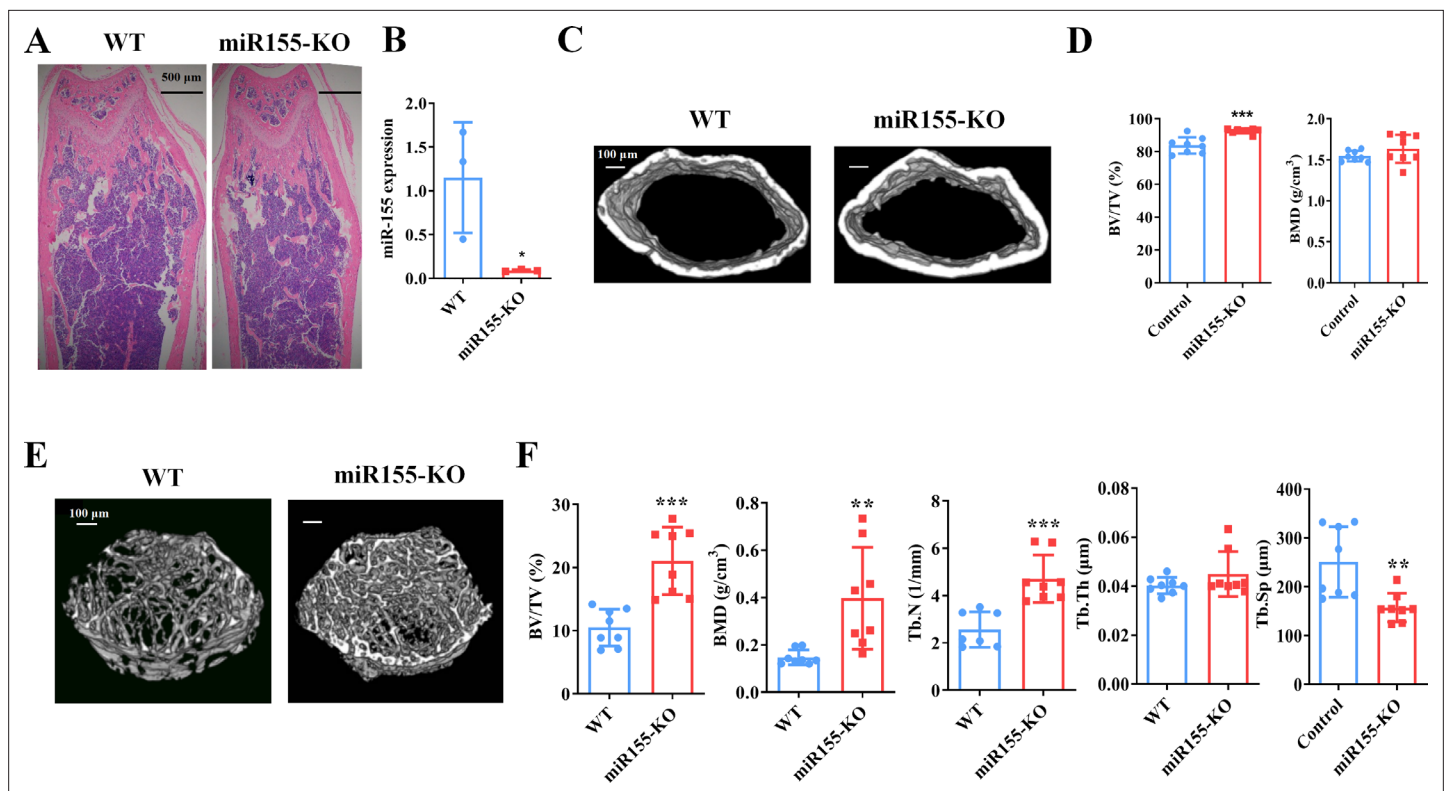 A
WT
miR155-KO
500 µm
B
miR-155 expression
2.0
1.5
1.0
0.5
0.0
*
WT
miR155-KO
C
WT
miR155-KO
100 µm
D
BV/TV (%)
100
80
60
40
20
0
***
Control
miR155-KO
BMD (g/cm³)
2.0
1.5
1.0
0.5
0.0
Control
miR155-KO
E
WT
miR155-KO
100 µm
F
BV/TV (%)
30
20
10
0
***
WT
miR155-KO
BMD (g/cm³)
0.8
0.6
0.4
0.2
0.0
**
WT
miR155-KO
Tb.N (1/mm)
8
6
4
2
0
***
WT
miR155-KO
Tb.Th (µm)
0.08
0.06
0.04
0.02
0.00
WT
miR155-KO
Tb.Sp (µm)
400
300
200
100
0
**
Control
miR155-KO